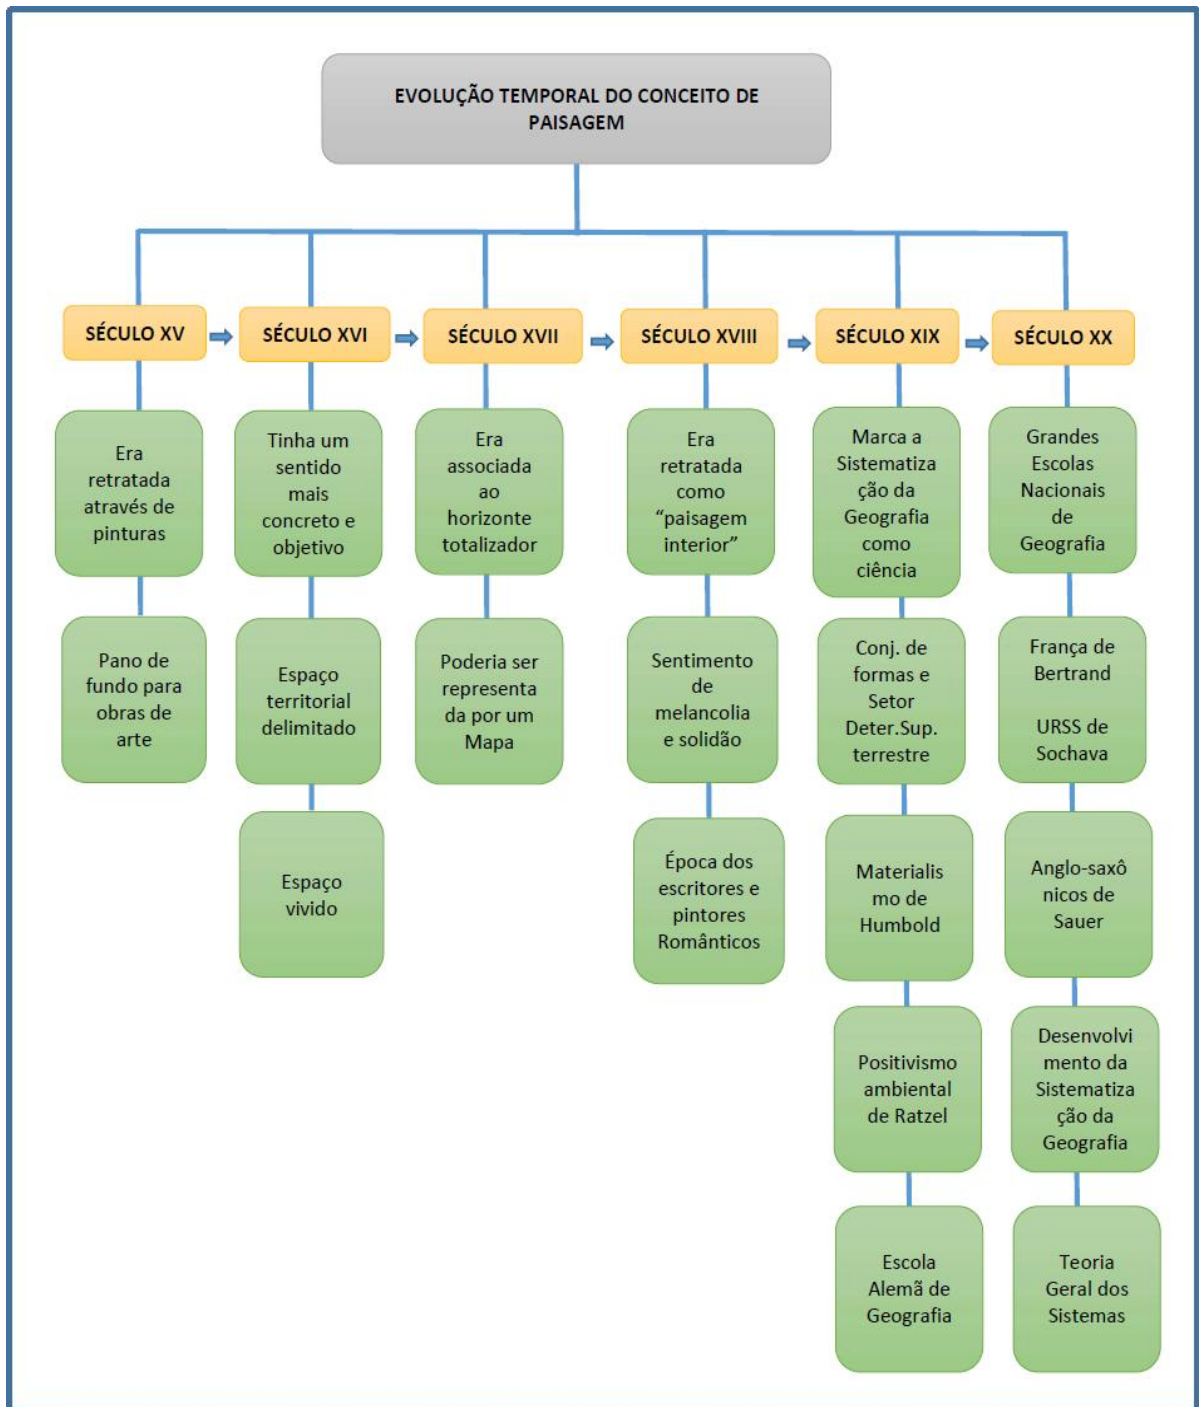 EVOLUÇÃO TEMPORAL DO CONCEITO DE
PAISAGEM
SÉCULO XV
SÉCULO XVI
SÉCULO XVII
SÉCULO XVIII
SÉCULO XIX
SÉCULO XX
Era
retratada
através de
pinturas
Pano de
fundo para
obras de
arte
Tinha um
sentido
mais
concreto e
objetivo
Espaço
territorial
delimitado
Espaço
vivido
Era
associada
ao
horizonte
totalizador
Poderia ser
representa
da por um
Mapa
Era
retratada
como
“paisagem
interior”
Sentimento
de
melancolia
e solidão
Época dos
escritores e
pintores
Românticos
Marca a
Sistematiza
ção da
Geografia
como
ciência
Conj. de
formas e
Setor
Deter.Sup.
terrestre
Materialis
mo de
Humbold
Positivismo
ambiental
de Ratzel
Escola
Alemã de
Geografia
Grandes
Escolas
Nacionais
de
Geografia
França de
Bertrand
URSS de
Sochava
Anglo-saxô
nicos de
Sauer
Desenvolvi
mento da
Sistematiza
ção da
Geografia
Teoria
Geral dos
Sistemas